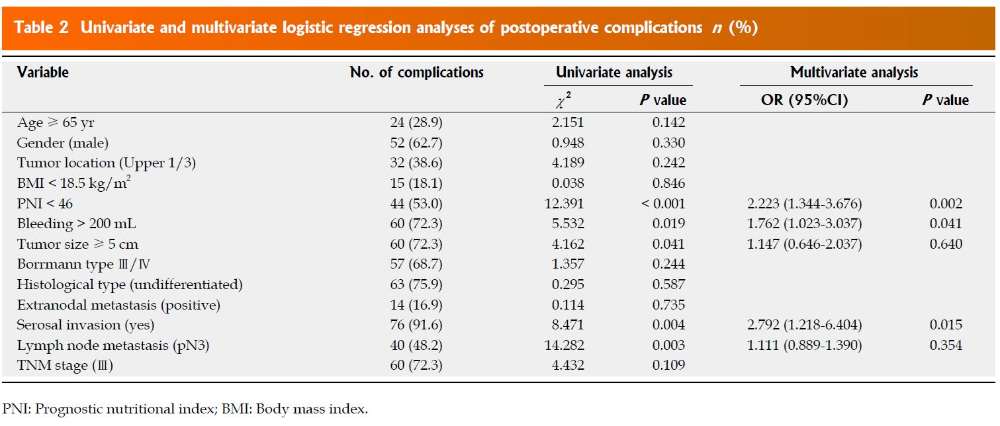 Table 2 Univariate and multivariate logistic regression analyses of postoperative complications n (%)
Variable No. of complications Univariate analysis Multivariate analysis
χ² P value OR (95%CI) P value
Age ⩾ 65 yr 24 (28.9) 2.151 0.142
Gender (male) 52 (62.7) 0.948 0.330
Tumor location (Upper 1/3) 32 (38.6) 4.189 0.242
BMI < 18.5 kg/m² 15 (18.1) 0.038 0.846
PNI < 46 44 (53.0) 12.391 < 0.001 2.223 (1.344-3.676) 0.002
Bleeding > 200 mL 60 (72.3) 5.532 0.019 1.762 (1.023-3.037) 0.041
Tumor size ⩾ 5 cm 60 (72.3) 4.162 0.041 1.147 (0.646-2.037) 0.640
Borrmann type Ⅲ/Ⅳ 57 (68.7) 1.357 0.244
Histological type (undifferentiated) 63 (75.9) 0.295 0.587
Extranodal metastasis (positive) 14 (16.9) 0.114 0.735
Serosal invasion (yes) 76 (91.6) 8.471 0.004 2.792 (1.218-6.404) 0.015
Lymph node metastasis (pN3) 40 (48.2) 14.282 0.003 1.111 (0.889-1.390) 0.354
TNM stage (Ⅲ) 60 (72.3) 4.432 0.109
PNI: Prognostic nutritional index; BMI: Body mass index.